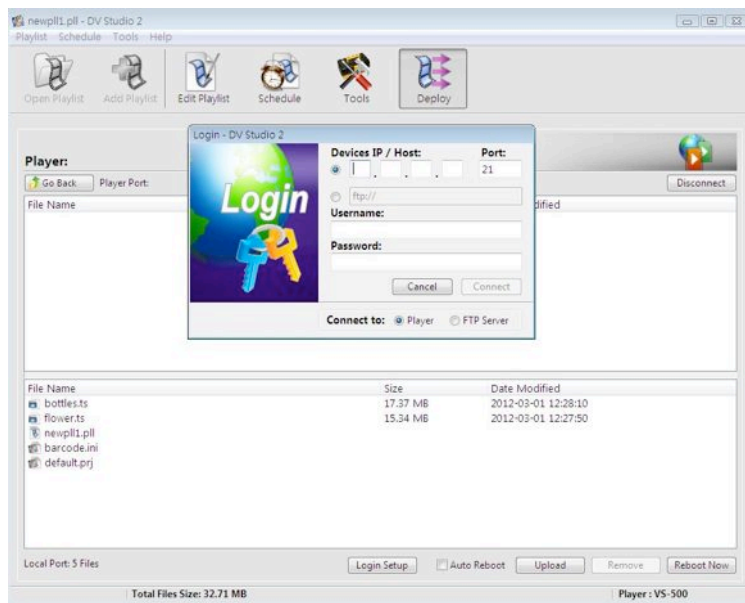 newpll1.pll - DV Studio 2
Playlist Schedule Tools Help
Open Playlist Add Playlist Edit Playlist Schedule Tools Deploy
Login - DV Studio 2
Login
Devices IP / Host: Port:
. . . 21
ftp://
Username:
Password:
Cancel Connect
Connect to: Player FTP Server
Player:
Go Back Player Port: Disconnect
File Name dified
File Name Size Date Modified
bottles.ts 17.37 MB 2012-03-01 12:28:10
flower.ts 15.34 MB 2012-03-01 12:27:50
newpll1.pll
barcode.ini
default.prj
Local Port: 5 Files Login Setup Auto Reboot Upload Remove Reboot Now
Total Files Size: 32.71 MB Player : VS-500